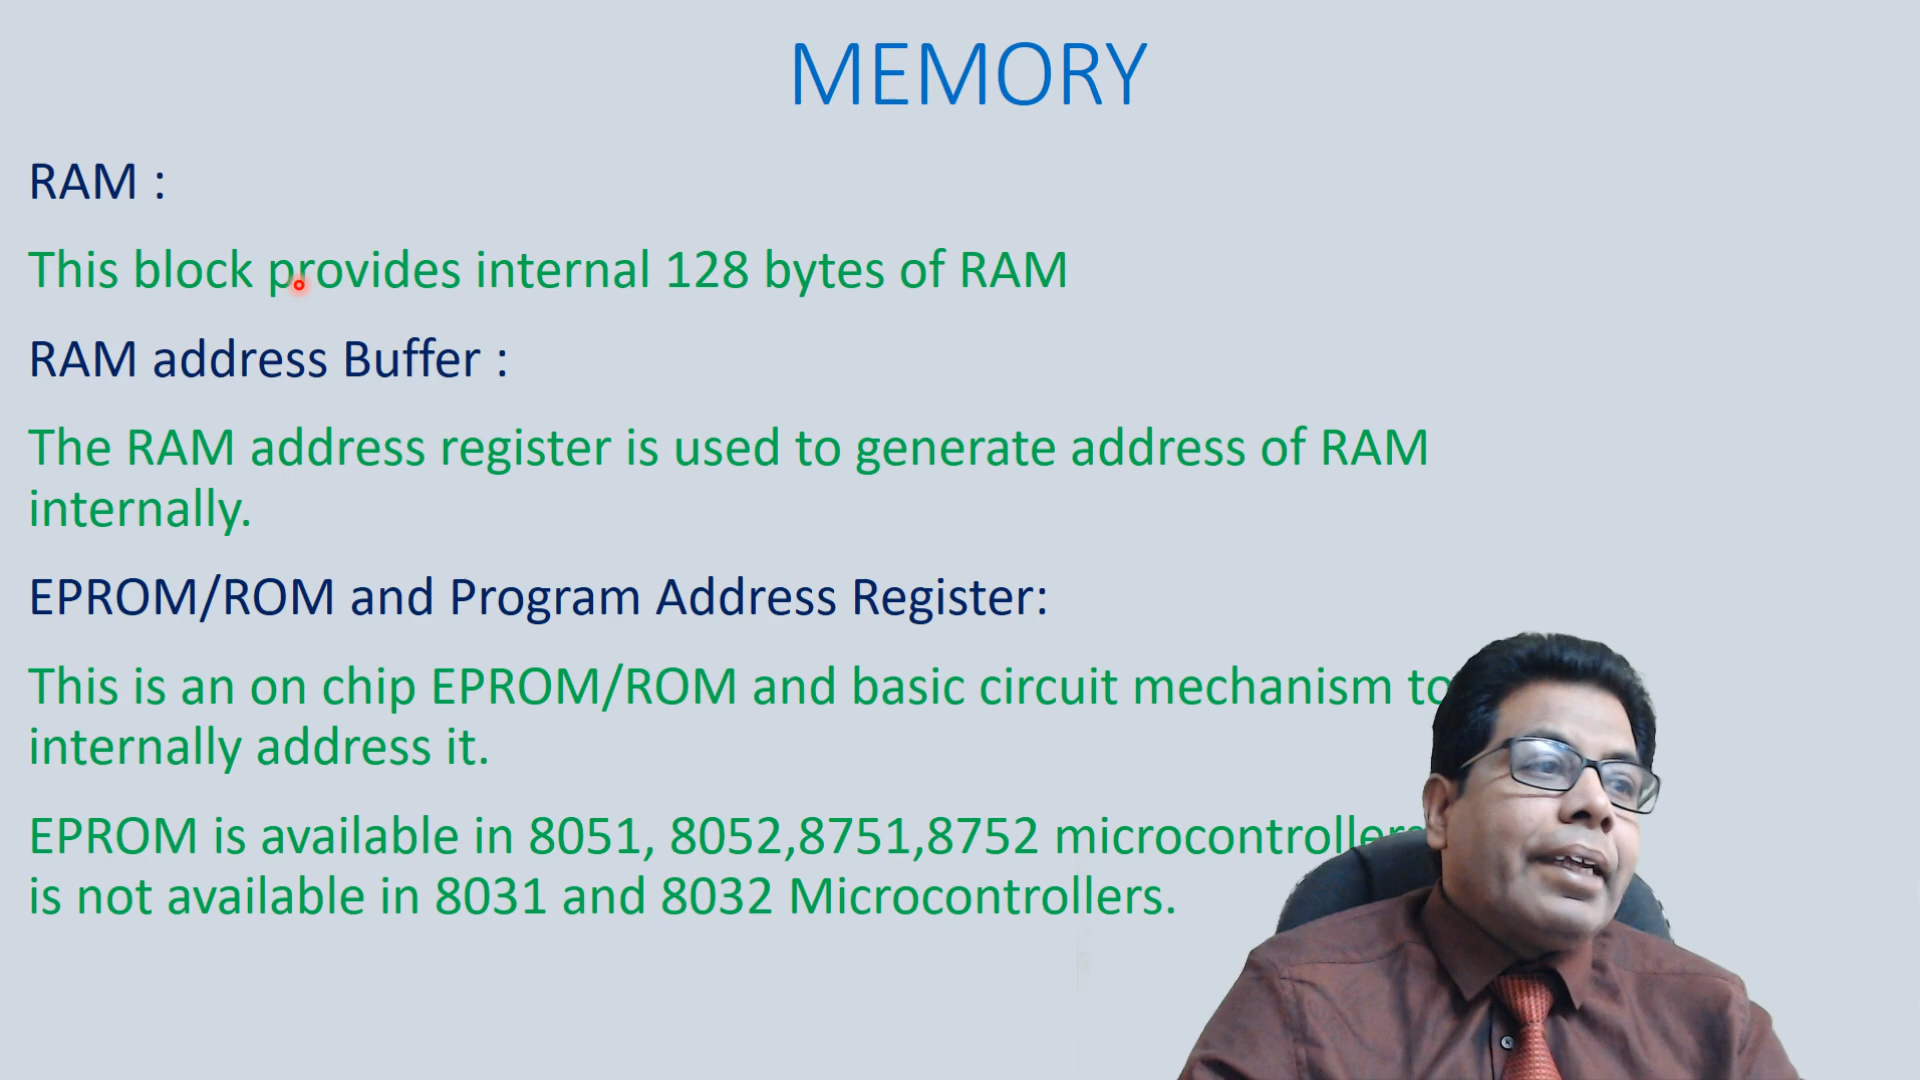 MEMORY
RAM :
This block provides internal 128 bytes of RAM
RAM address Buffer :
The RAM address register is used to generate address of RAM
internally.
EPROM/ROM and Program Address Register:
This is an on chip EPROM/ROM and basic circuit mechanism to
internally address it.
EPROM is available in 8051, 8052,8751,8752 microcontrollers
is not available in 8031 and 8032 Microcontrollers.